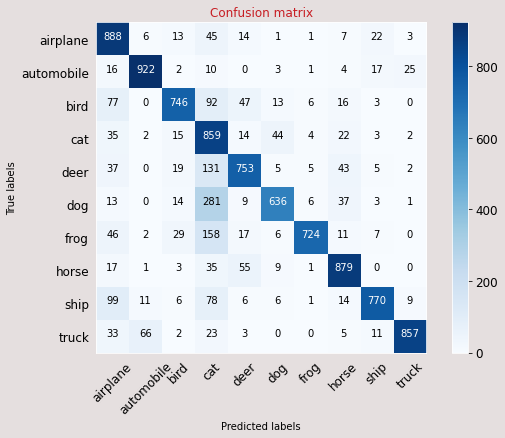 Confusion matrix
airplane 888 6 13 45 14 1 1 7 22 3
automobile 16 922 2 10 0 3 1 4 17 25
bird 77 0 746 92 47 13 6 16 3 0
cat 35 2 15 859 14 44 4 22 3 2
deer 37 0 19 131 753 5 5 43 5 2
dog 13 0 14 281 9 636 6 37 3 1
frog 46 2 29 158 17 6 724 11 7 0
horse 17 1 3 35 55 9 1 879 0 0
ship 99 11 6 78 6 6 1 14 770 9
truck 33 66 2 23 3 0 0 5 11 857
airplane automobile bird cat deer dog frog horse ship truck
Predicted labels
True labels
800
600
400
200
0